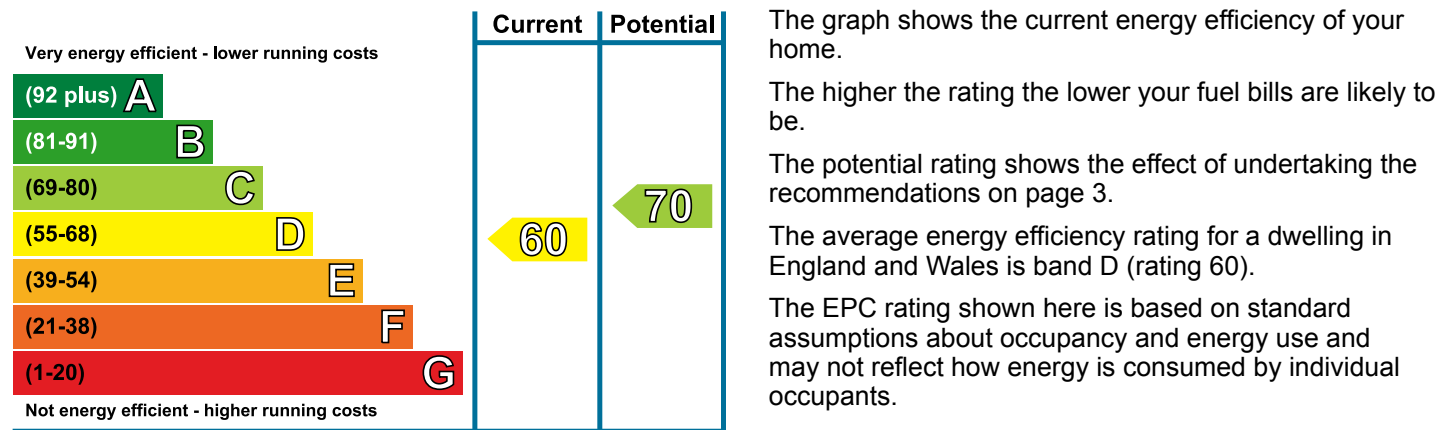 Current Potential
Very energy efficient - lower running costs
(92 plus) A
(81-91) B
(69-80) C
(55-68) D
(39-54) E
(21-38) F
(1-20) G
Not energy efficient - higher running costs
60
70
The graph shows the current energy efficiency of your
home.
The higher the rating the lower your fuel bills are likely to
be.
The potential rating shows the effect of undertaking the
recommendations on page 3.
The average energy efficiency rating for a dwelling in
England and Wales is band D (rating 60).
The EPC rating shown here is based on standard
assumptions about occupancy and energy use and
may not reflect how energy is consumed by individual
occupants.